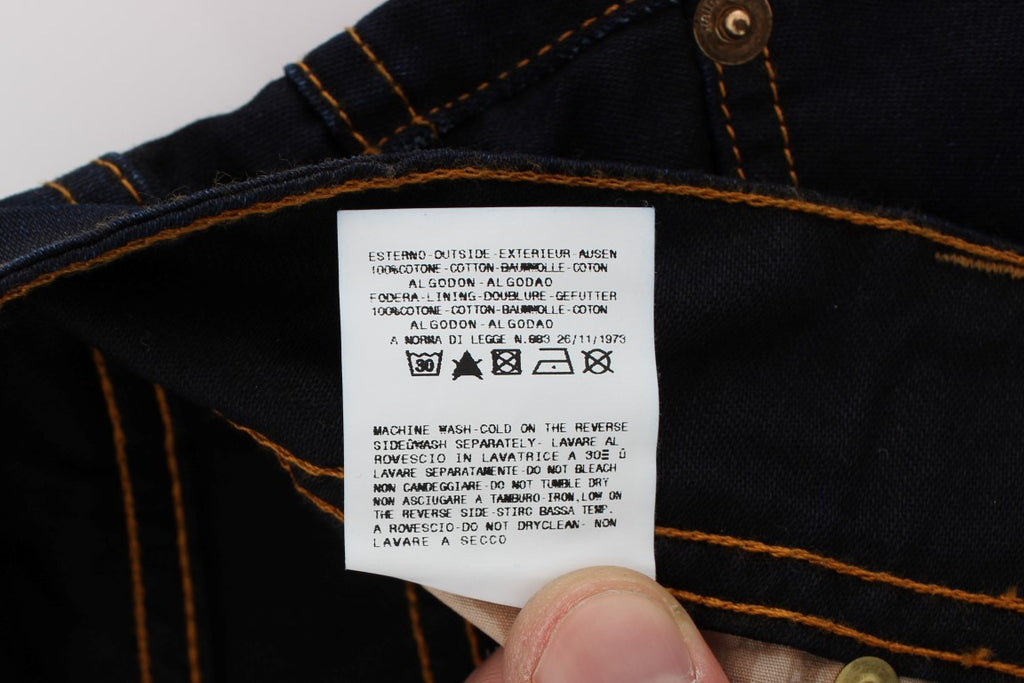 ESTERNO-OUTSIDE-EXTERIEUR-AUSEN
100%COTONE-COTTON-BAUMWOLLE-COTON
ALGODON-ALGODAO
FODERA-LINING-DOUBLURE-GEFUTTER
100%COTONE-COTTON-BAUMWOLLE-COTON
ALGODON-ALGODAO
A NORMA DI LEGGE N.883 26/11/1973
30
MACHINE WASH-COLD ON THE REVERSE
SIDEÛWASH SEPARATELY- LAVARE AL
ROVESCIO IN LAVATRICE A 30Ξ Û
LAVARE SEPARATAMENTE-DO NOT BLEACH
NON CANDEGGIARE-DO NOT TUMBLE DRY
NON ASCIUGARE A TAMBURO-IRON,LOW ON
THE REVERSE SIDE-STIRO BASSA TEMP.
A ROVESCIO-DO NOT DRYCLEAN- NON
LAVARE A SECCO